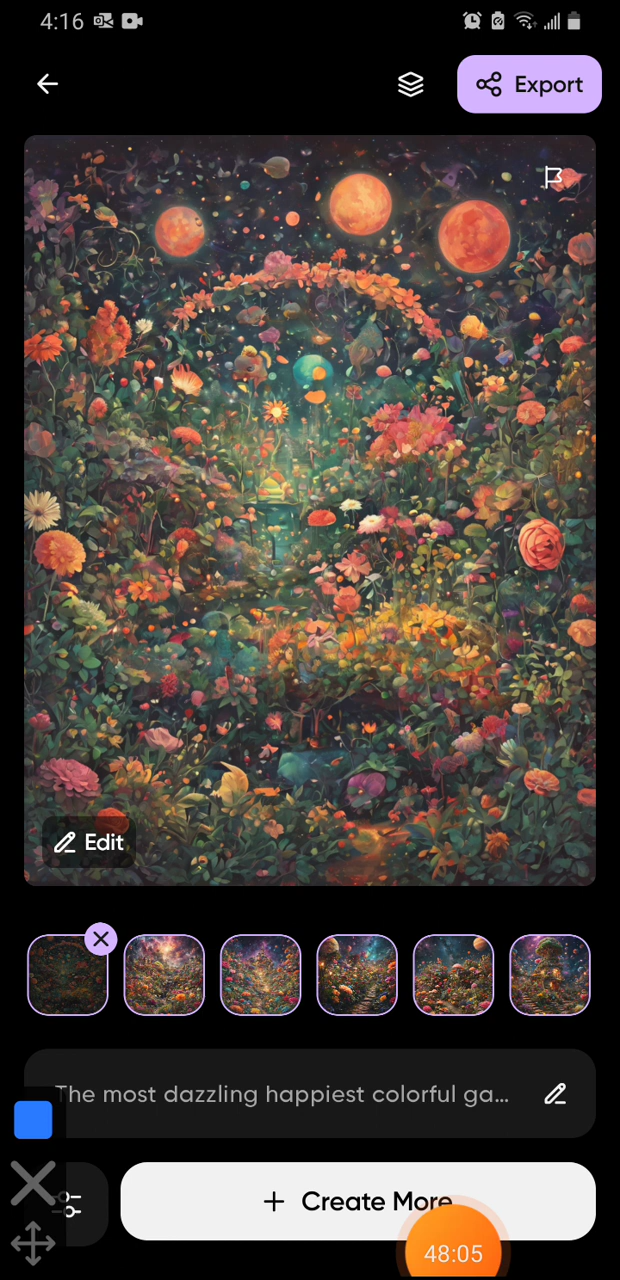 4:16
Export
Edit
The most dazzling happiest colorful ga...
Create More
48:05